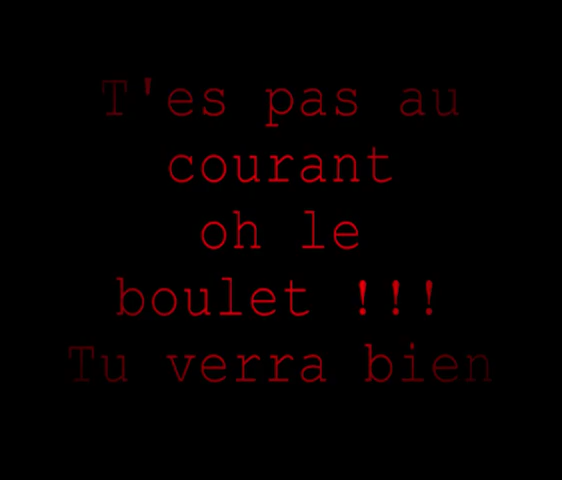 T'es pas au
courant
oh le
boulet !!!
Tu verra bien